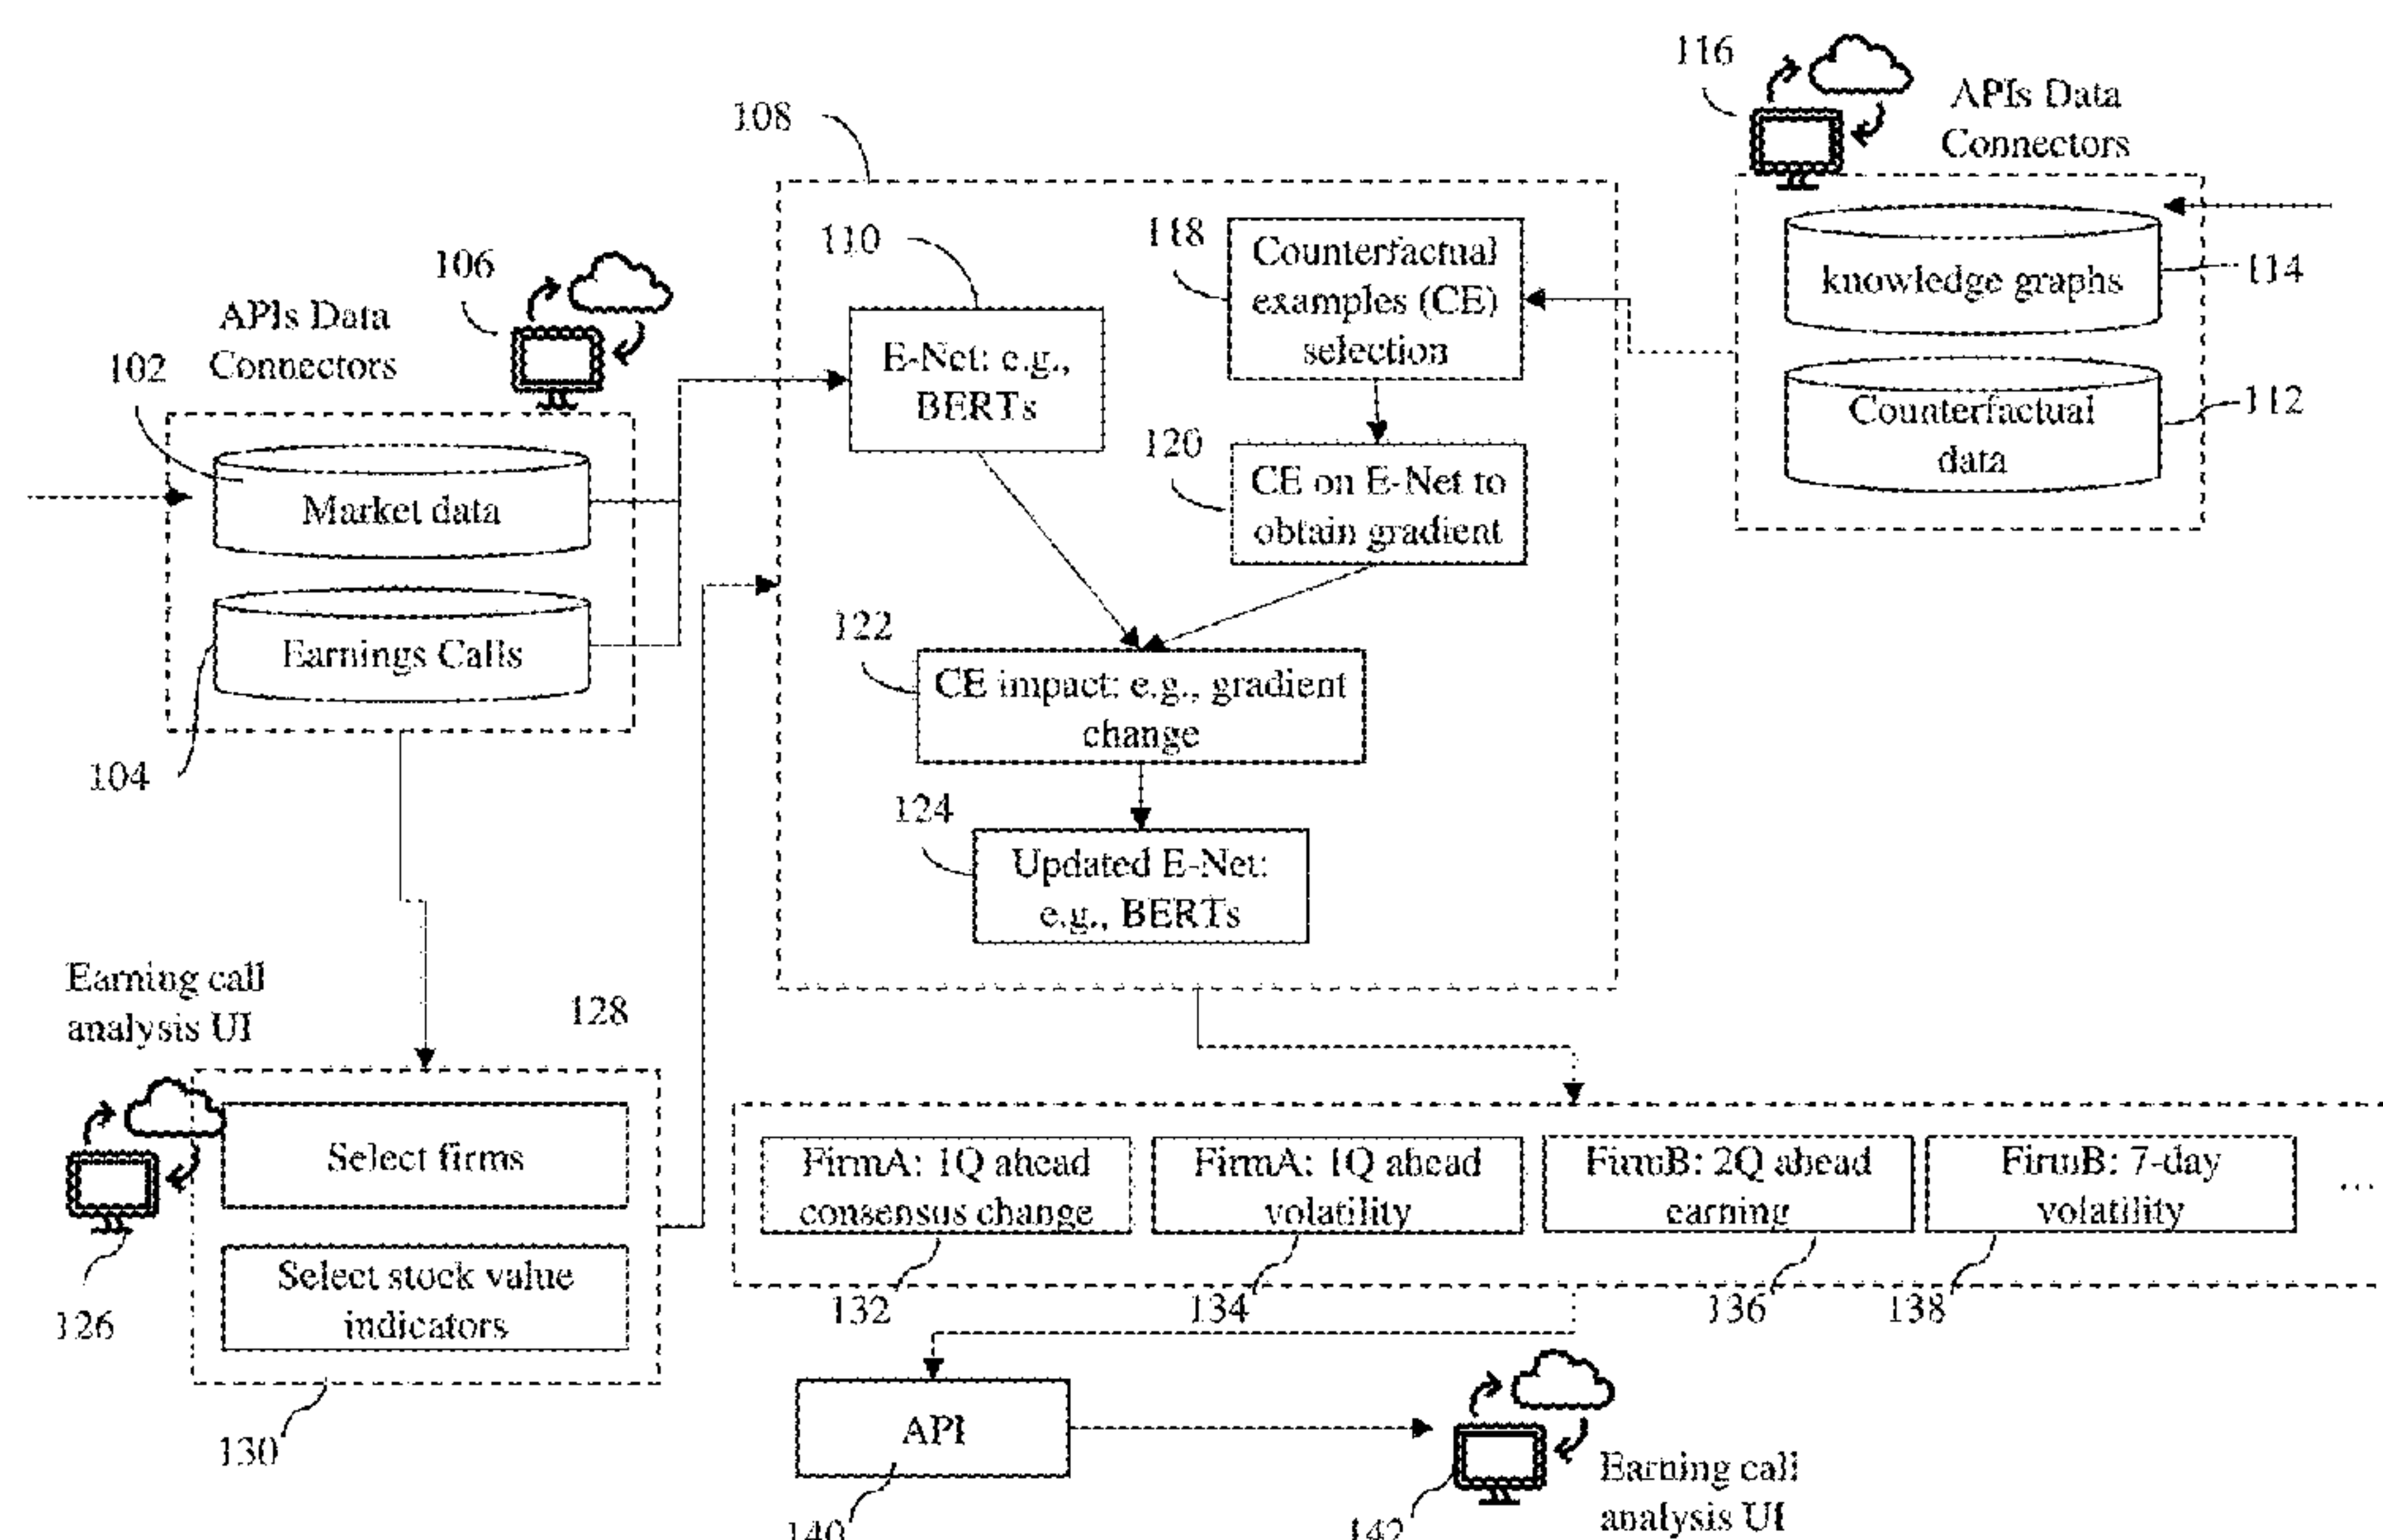 116
APIs Data
Connectors
108
110
118
Counterfactual
examples (CE)
selection
knowledge graphs
114
106
APIs Data
Connectors
102
E-Net: e.g.,
BERTs
Counterfactual
data
112
120
CE on E-Net to
obtain gradient
Market data
Earnings Calls
104
122
CE impact: e.g., gradient
change
124
Updated E-Net:
e.g., BERTs
Earning call
analysis UI
128
Select firms
Select stock value
indicators
126
130
FirmA: 1Q ahead
consensus change
FirmA: 1Q ahead
volatility
FirmB: 2Q ahead
earning
FirmB: 7-day
volatility
...
132
134
136
138
API
140
142
Earning call
analysis UI